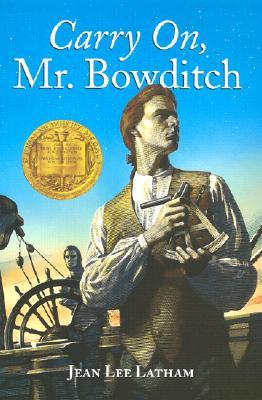 Carry On,
Mr. Bowditch
JEAN LEE LATHAM